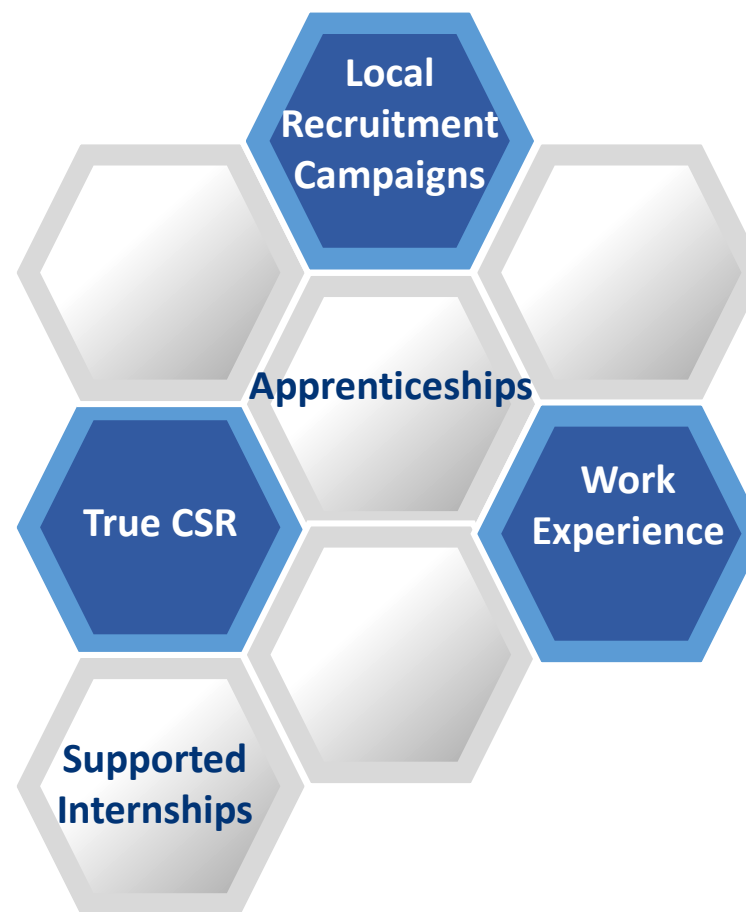 Local
Recruitment
Campaigns
Apprenticeships
True CSR
Work
Experience
Supported
Internships